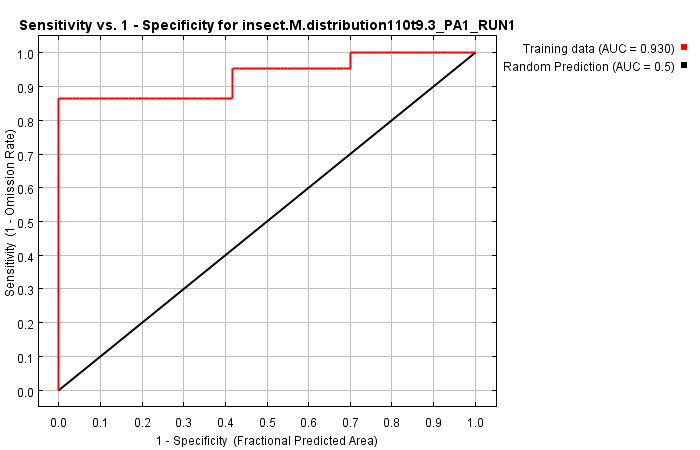 Sensitivity vs. 1 - Specificity for insect.M.distribution110t9.3_PA1_RUN1
Training data (AUC = 0.930)
Random Prediction (AUC = 0.5)
Sensitivity (1 - Omission Rate)
1.0
0.9
0.8
0.7
0.6
0.5
0.4
0.3
0.2
0.1
0.0
0.0 0.1 0.2 0.3 0.4 0.5 0.6 0.7 0.8 0.9 1.0
1 - Specificity (Fractional Predicted Area)